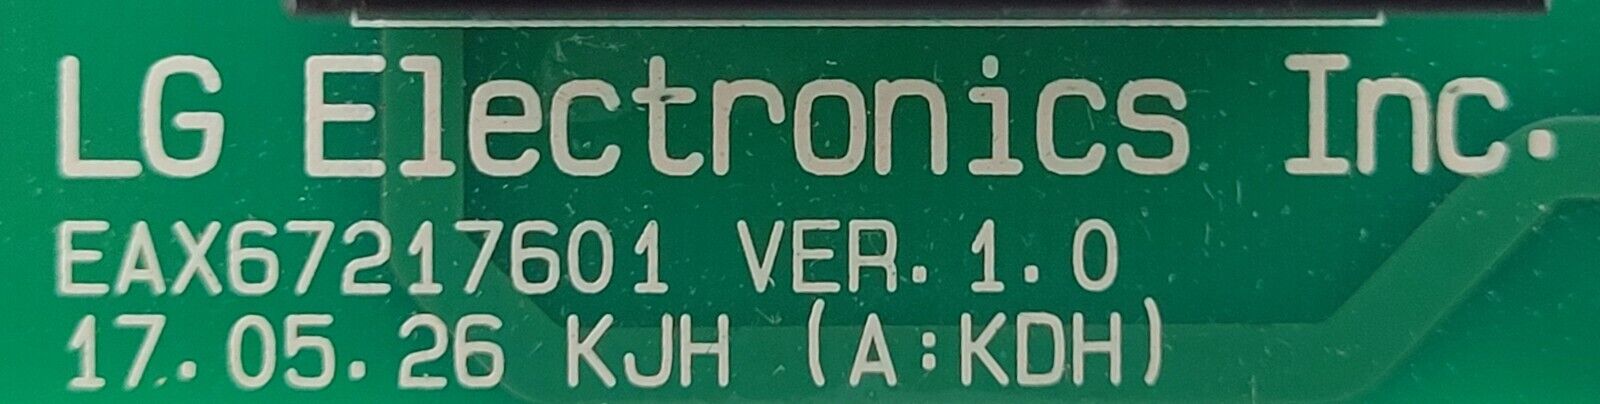 LG Electronics Inc.
EAX67217601 VER. 1.0
17.05.26 KJH (A:KDH)